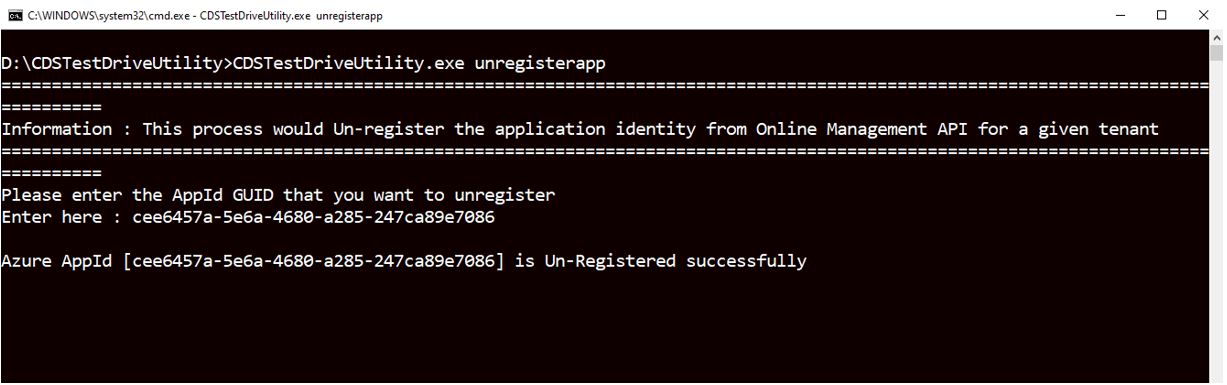 C:\WINDOWS\system32\cmd.exe - CDSTestDriveUtility.exe unregisterapp
D:\CDSTestDriveUtility>CDSTestDriveUtility.exe unregisterapp
========================================================================================================================
==========
Information : This process would Un-register the application identity from Online Management API for a given tenant
========================================================================================================================
==========
Please enter the AppId GUID that you want to unregister
Enter here : cee6457a-5e6a-4680-a285-247ca89e7086
Azure AppId [cee6457a-5e6a-4680-a285-247ca89e7086] is Un-Registered successfully